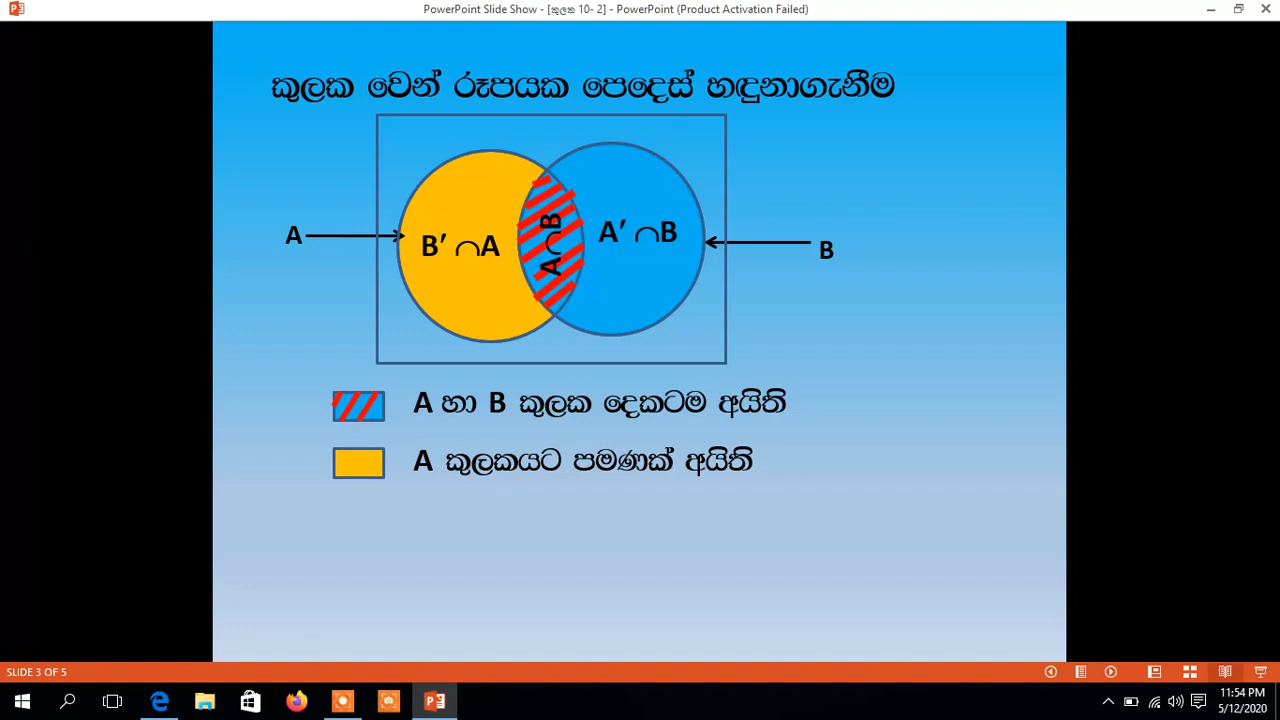 PowerPoint Slide Show - [කුලක 10- 2] - PowerPoint (Product Activation Failed)
කුලක වෙන් රූපයක පෙදෙස් හඳුනාගැනීම
A
B′ ∩A
A∩B
A′ ∩B
B
A හා B කුලක දෙකටම අයිති
A කුලකයට පමණක් අයිති
SLIDE 3 OF 5
11:54 PM
5/12/2020